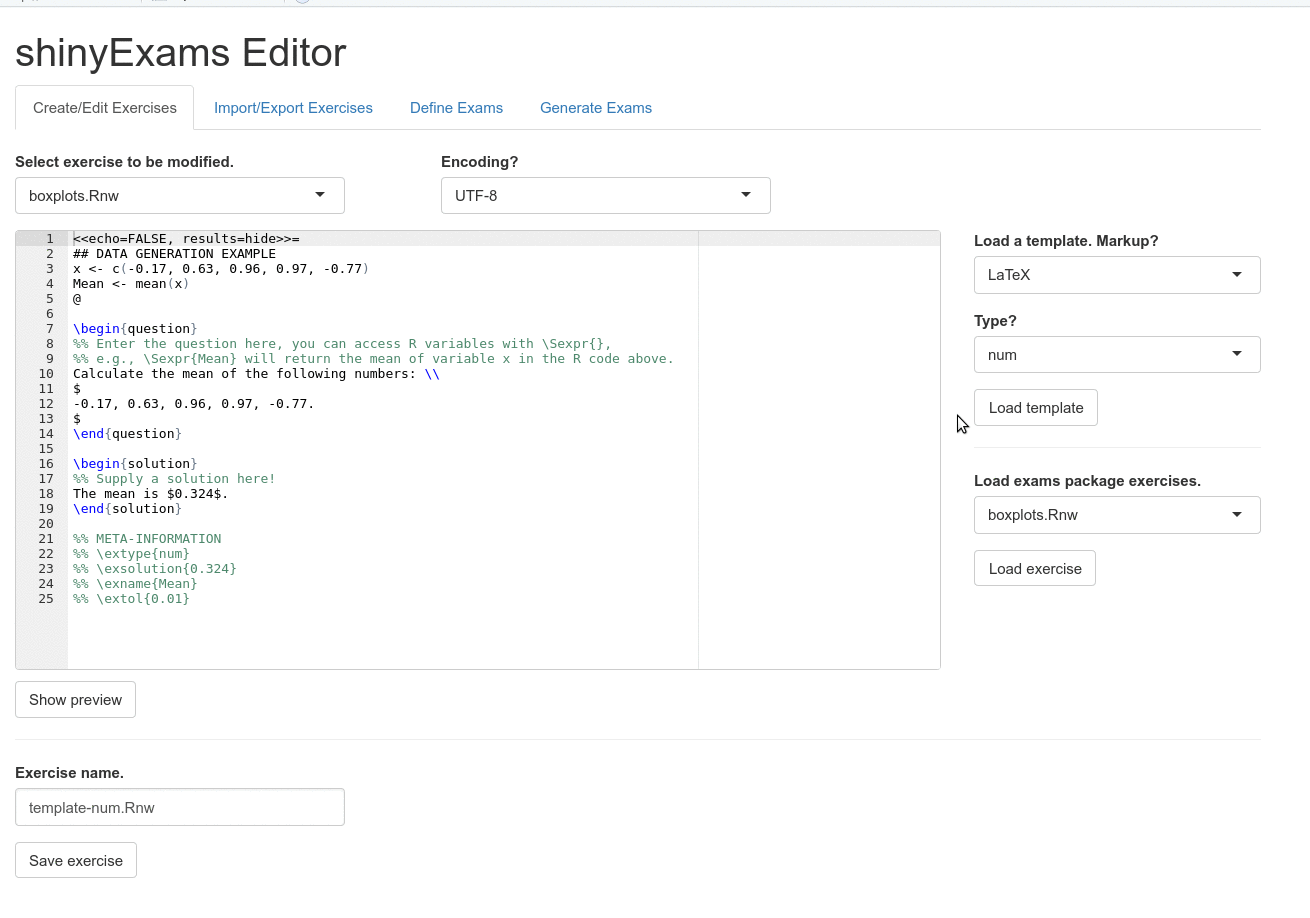 shinyExams Editor
Create/Edit Exercises Import/Export Exercises Define Exams Generate Exams
Select exercise to be modified. Encoding?
boxplots.Rnw UTF-8
1 <<echo=FALSE, results=hide>>=
2 ## DATA GENERATION EXAMPLE
3 x <- c(-0.17, 0.63, 0.96, 0.97, -0.77)
4 Mean <- mean(x)
5 @
6
7 \begin{question}
8 %% Enter the question here, you can access R variables with \Sexpr{},
9 %% e.g., \Sexpr{Mean} will return the mean of variable x in the R code above.
10 Calculate the mean of the following numbers: \\
11 $
12 -0.17, 0.63, 0.96, 0.97, -0.77.
13 $
14 \end{question}
15
16 \begin{solution}
17 %% Supply a solution here!
18 The mean is $0.324$.
19 \end{solution}
20
21 %% META-INFORMATION
22 %% \extype{num}
23 %% \exsolution{0.324}
24 %% \exname{Mean}
25 %% \extol{0.01}
Load a template. Markup?
LaTeX
Type?
num
Load template
Load exams package exercises.
boxplots.Rnw
Load exercise
Show preview
Exercise name.
template-num.Rnw
Save exercise